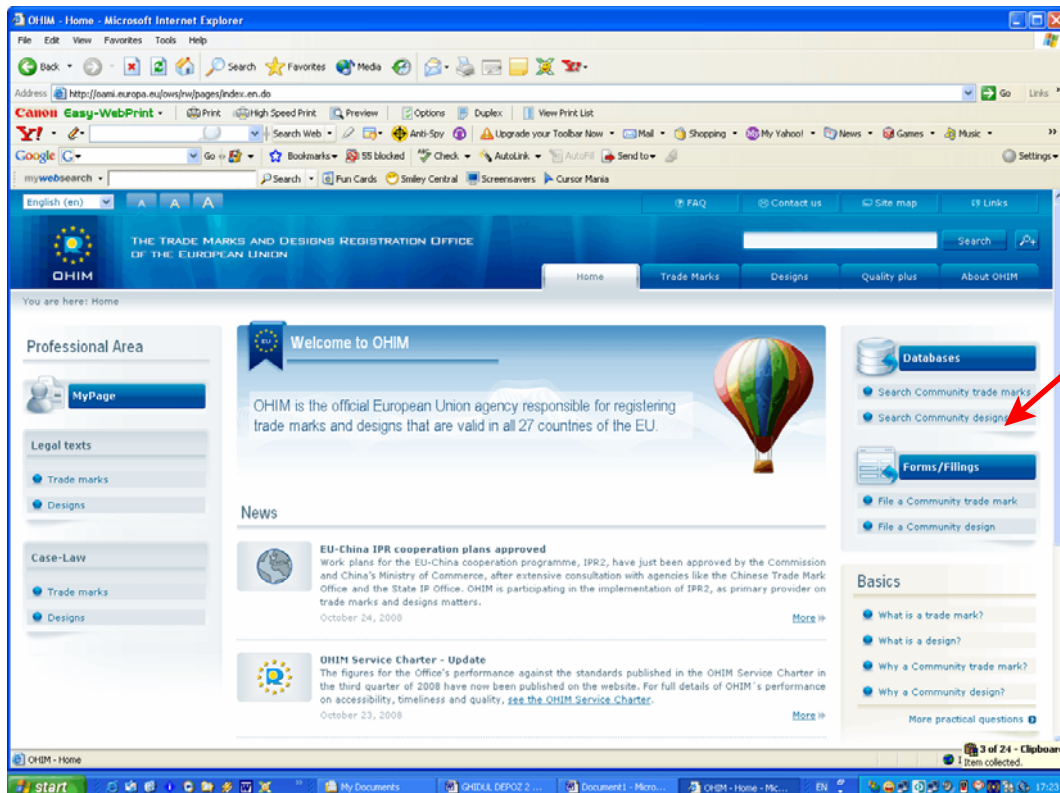 OHIM - Home - Microsoft Internet Explorer
File Edit View Favorites Tools Help
Back Search Favorites Media
Address http://oami.europa.eu/ows/rw/pages/index.en.do Go Links »
Canon Easy-WebPrint Print High Speed Print Preview Options Duplex View Print List
Y! Search Web Anti-Spy Upgrade your Toolbar Now Mail Shopping My Yahoo! News Games Music »
Google G Go Bookmarks 55 blocked Check AutoLink AutoFill Send to Settings
mywebsearch Search Fun Cards Smiley Central Screensavers Cursor Mania
English (en) A A A FAQ Contact us Site map Links
THE TRADE MARKS AND DESIGNS REGISTRATION OFFICE
OF THE EUROPEAN UNION
Search
OHIM
Home Trade Marks Designs Quality plus About OHIM
You are here: Home
Professional Area
MyPage
Legal texts
Trade marks
Designs
Case-Law
Trade marks
Designs
EU
Welcome to OHIM
OHIM is the official European Union agency responsible for registering
trade marks and designs that are valid in all 27 countries of the EU.
News
EU-China IPR cooperation plans approved
Work plans for the EU-China cooperation programme, IPR2, have just been approved by the Commission
and China's Ministry of Commerce, after extensive consultation with agencies like the Chinese Trade Mark
Office and the State IP Office. OHIM is participating in the implementation of IPR2, as primary provider on
trade marks and designs matters.
October 24, 2008 More
OHIM Service Charter - Update
The figures for the Office's performance against the standards published in the OHIM Service Charter in
the third quarter of 2008 have now been published on the website. For full details of OHIM´s performance
on accessibility, timeliness and quality, see the OHIM Service Charter.
October 23, 2008 More
Databases
Search Community trade marks
Search Community designs
Forms/Filings
File a Community trade mark
File a Community design
Basics
What is a trade mark?
What is a design?
Why a Community trade mark?
Why a Community design?
More practical questions
3 of 24 - Clipboard
Item collected.
OHIM - Home
start My Documents GHIDUL DEPOZ 2 ... Document1 - Micro... OHIM - Home - Mic... EN 17:23